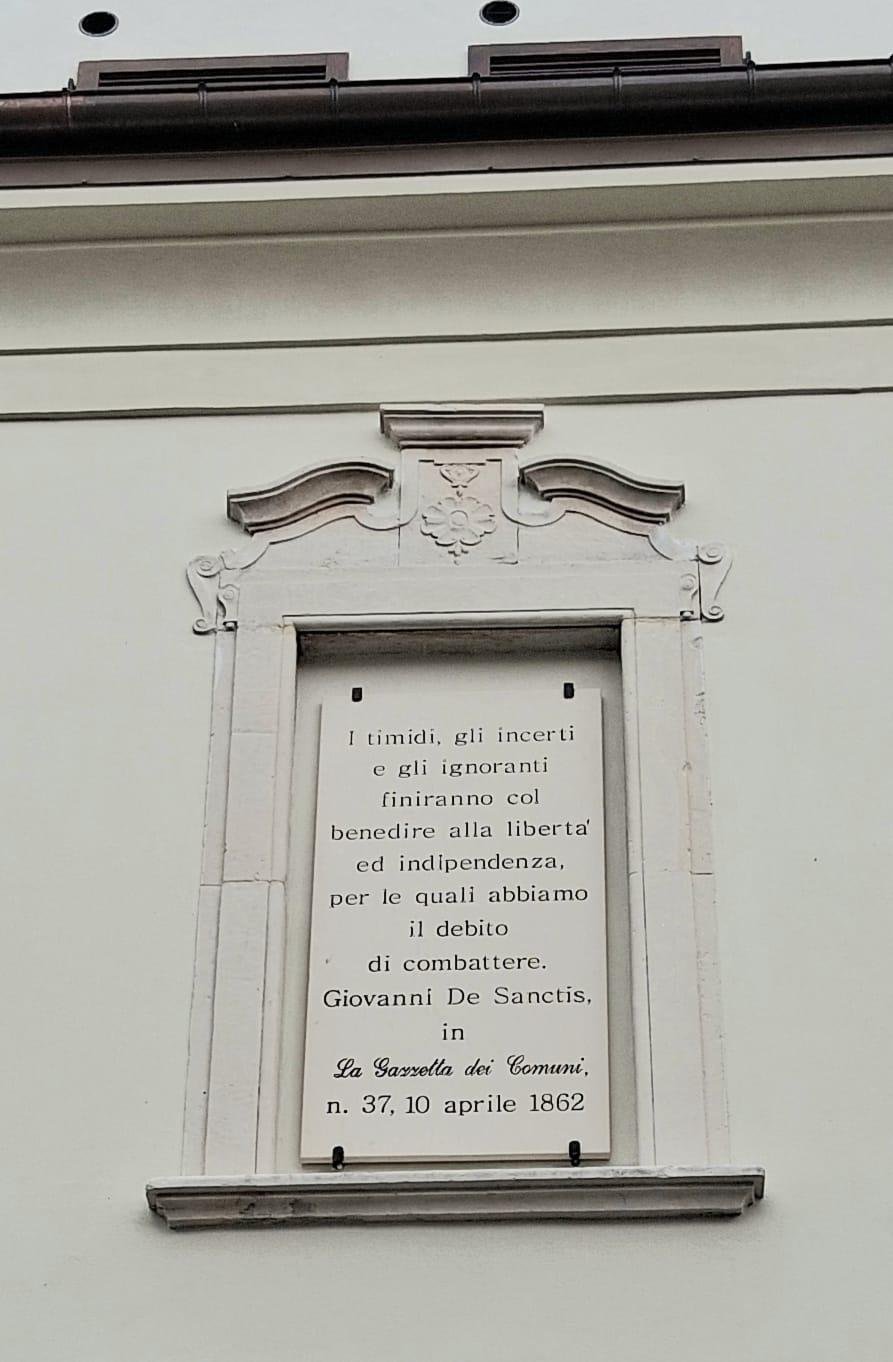 I timidi, gli incerti
e gli ignoranti
finiranno col
benedire alla liberta'
ed indipendenza,
per le quali abbiamo
il debito
di combattere.
Giovanni De Sanctis,
in
La Gazzetta dei Comuni,
n. 37, 10 aprile 1862